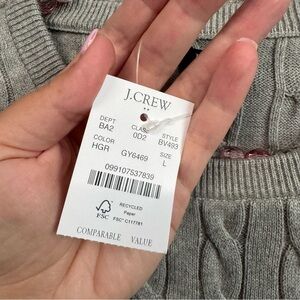 J.CREW
DEPT CLASS STYLE
BA2 0D2 BV493
COLOR SIZE
HGR GY6469 L
099107537839
RECYCLED
Paper
FSC FSC® C117781
COMPARABLE VALUE